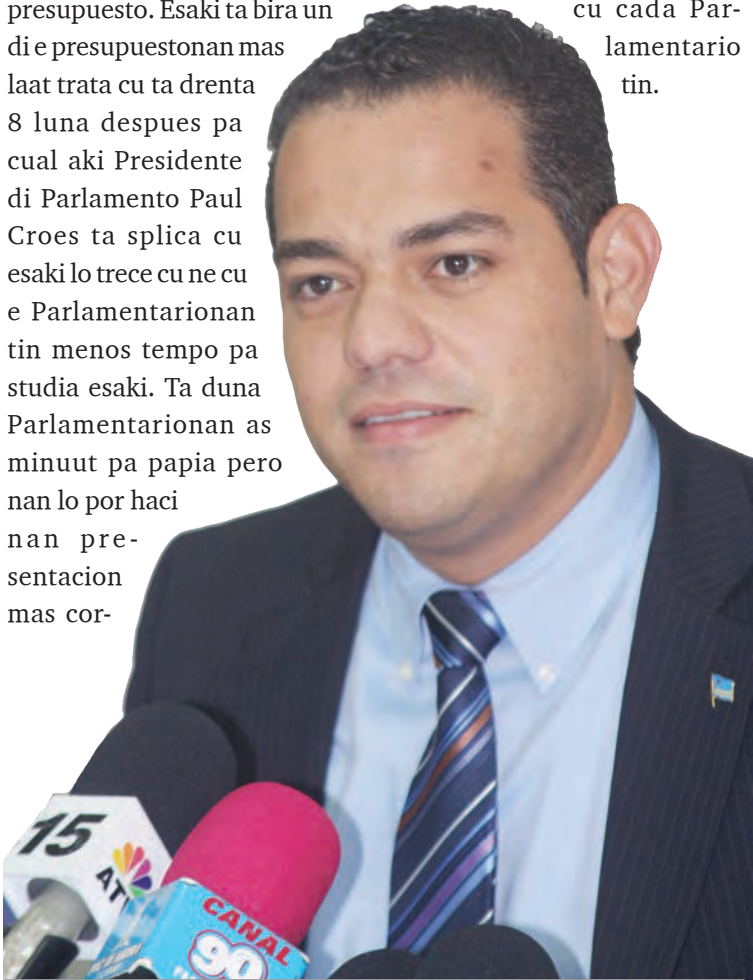 presupuesto. Esaki ta bira un
di e presupuestonan mas
laat trata cu ta drenta
8 luna despues pa
cual aki Presidente
di Parlamento Paul
Croes ta splica cu
esaki lo trece cu ne cu
e Parlamentarionan
tin menos tempo pa
studia esaki. Ta duna
Parlamentarionan as
minuut pa papia pero
nan lo por haci
nan pre-
sentacion
mas cor-
cu cada Par-
lamentario
tin.
15
AT
CANAL
90